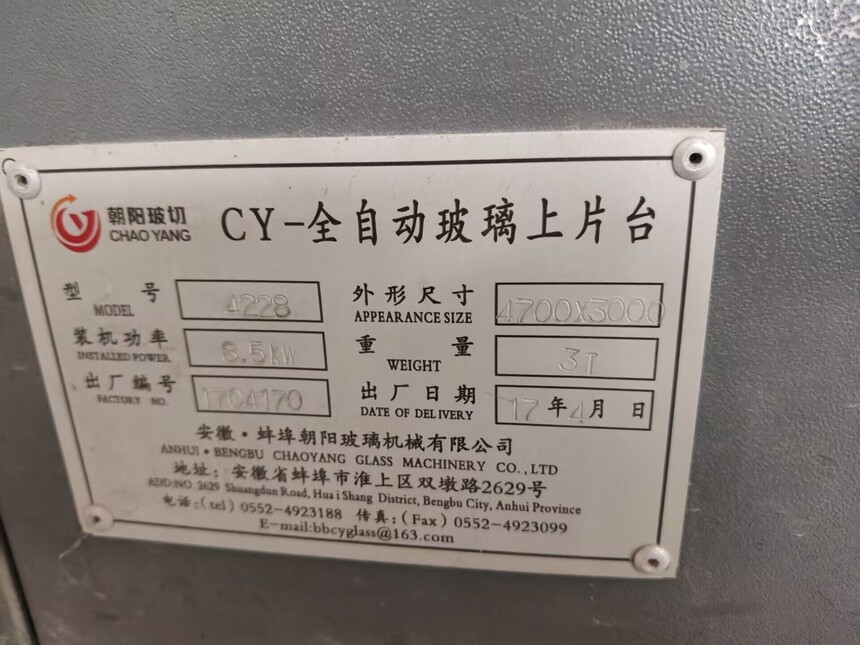 朝阳玻切
CHAO YANG
CY-全自动玻璃上片台
型号 4228 外形尺寸 4700X3000
MODEL APPEARANCE SIZE
装机功率 8.5KW 重量 3T
INSTALLED POWER WEIGHT
出厂编号 1704170 出厂日期 17年4月 日
FACTORY NO. DATE OF DELIVERY
安徽·蚌埠朝阳玻璃机械有限公司
ANHUI·BENGBU CHAOYANG GLASS MACHINERY CO.,LTD
地址：安徽省蚌埠市淮上区双墩路2629号
ADD:NO. 2629 Shuangdun Road, Huai Shang District, Bengbu City, Anhui Province
电话：(tel) 0552-4923188 传真：(Fax) 0552-4923099
E-mail:bbcyglass@163.com